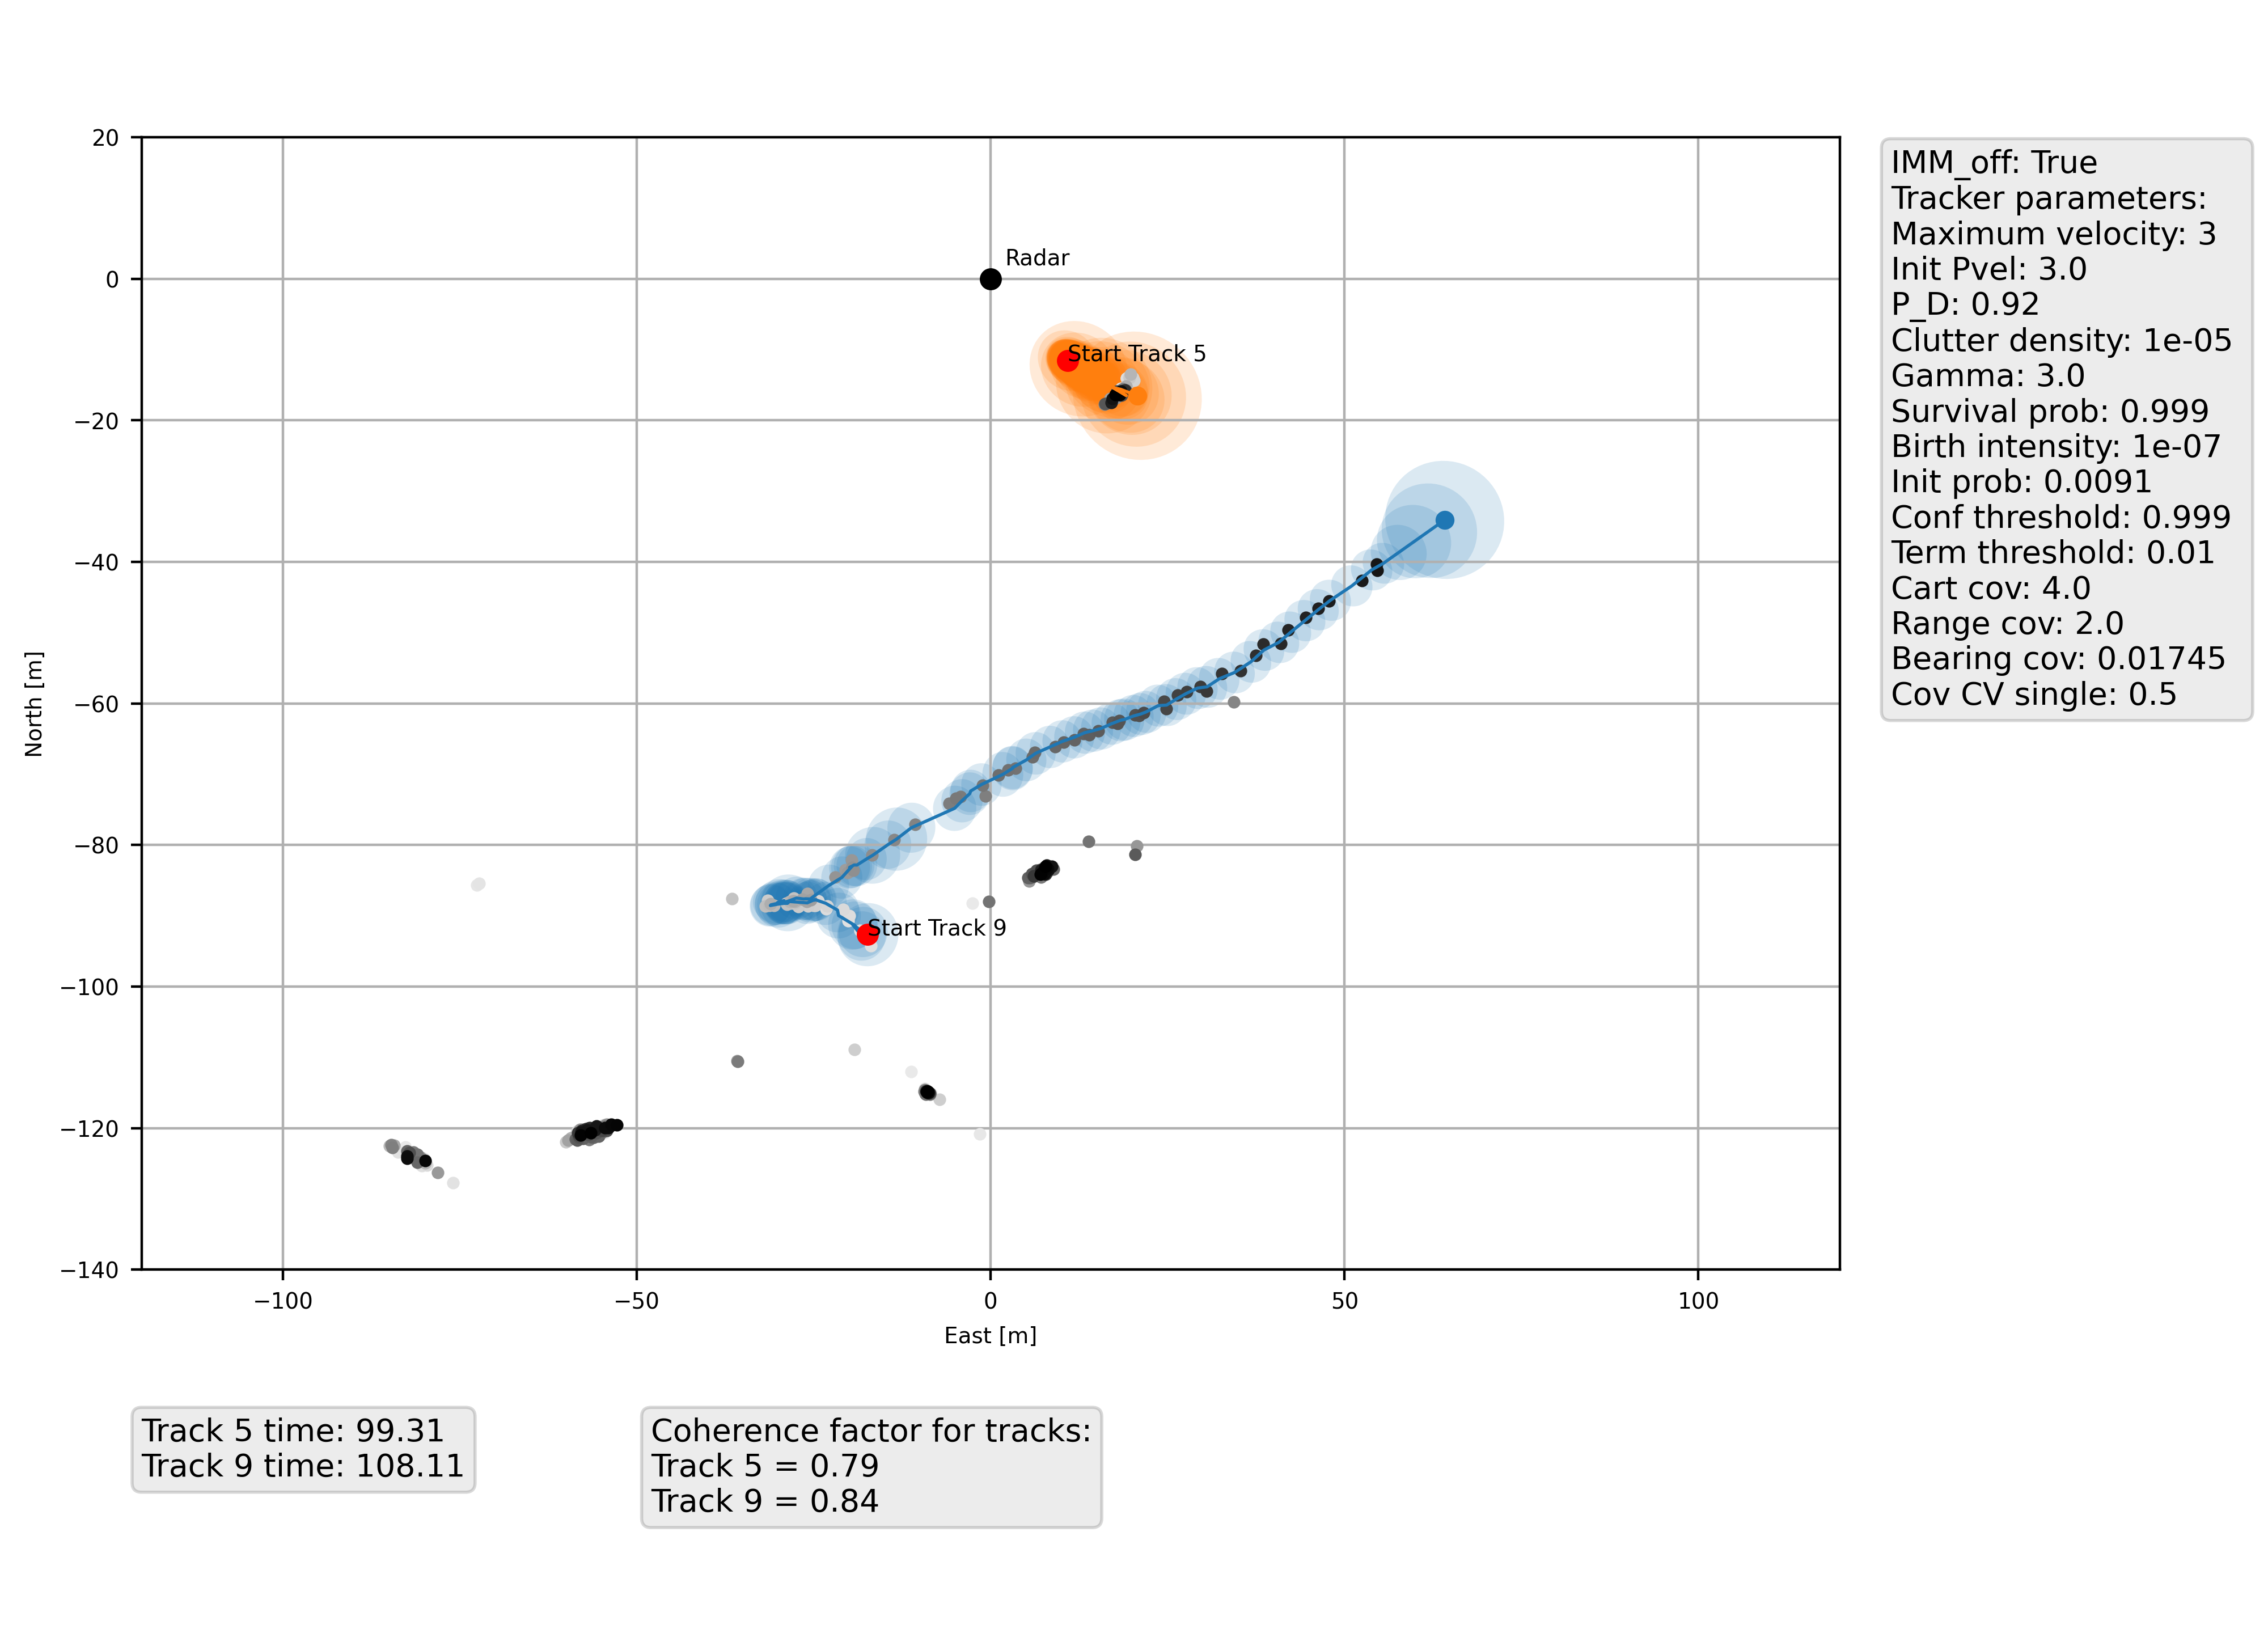 20
0
−20
−40
−60
−80
−100
−120
−140
North [m]
Radar
Start Track 5
Start Track 9
−100
−50
0
50
100
East [m]
IMM_off: True
Tracker parameters:
Maximum velocity: 3
Init Pvel: 3.0
P_D: 0.92
Clutter density: 1e-05
Gamma: 3.0
Survival prob: 0.999
Birth intensity: 1e-07
Init prob: 0.0091
Conf threshold: 0.999
Term threshold: 0.01
Cart cov: 4.0
Range cov: 2.0
Bearing cov: 0.01745
Cov CV single: 0.5
Track 5 time: 99.31
Track 9 time: 108.11
Coherence factor for tracks:
Track 5 = 0.79
Track 9 = 0.84